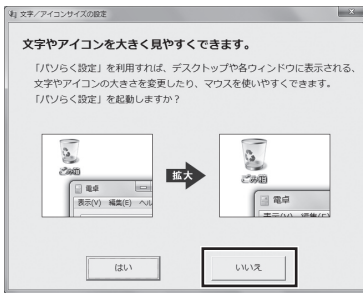 文字/アイコンサイズの設定
文字やアイコンを大きく見やすくできます。
「パソらく設定」を利用すれば、デスクトップや各ウィンドウに表示される、
文字やアイコンの大きさを変更したり、マウスを使いやすくできます。
「パソらく設定」を起動しますか?
ごみ箱
電卓
表示(V) 編集(E) ヘル
拡大
ごみ箱
電卓
表示(V) 編集(E)
はい
いいえ